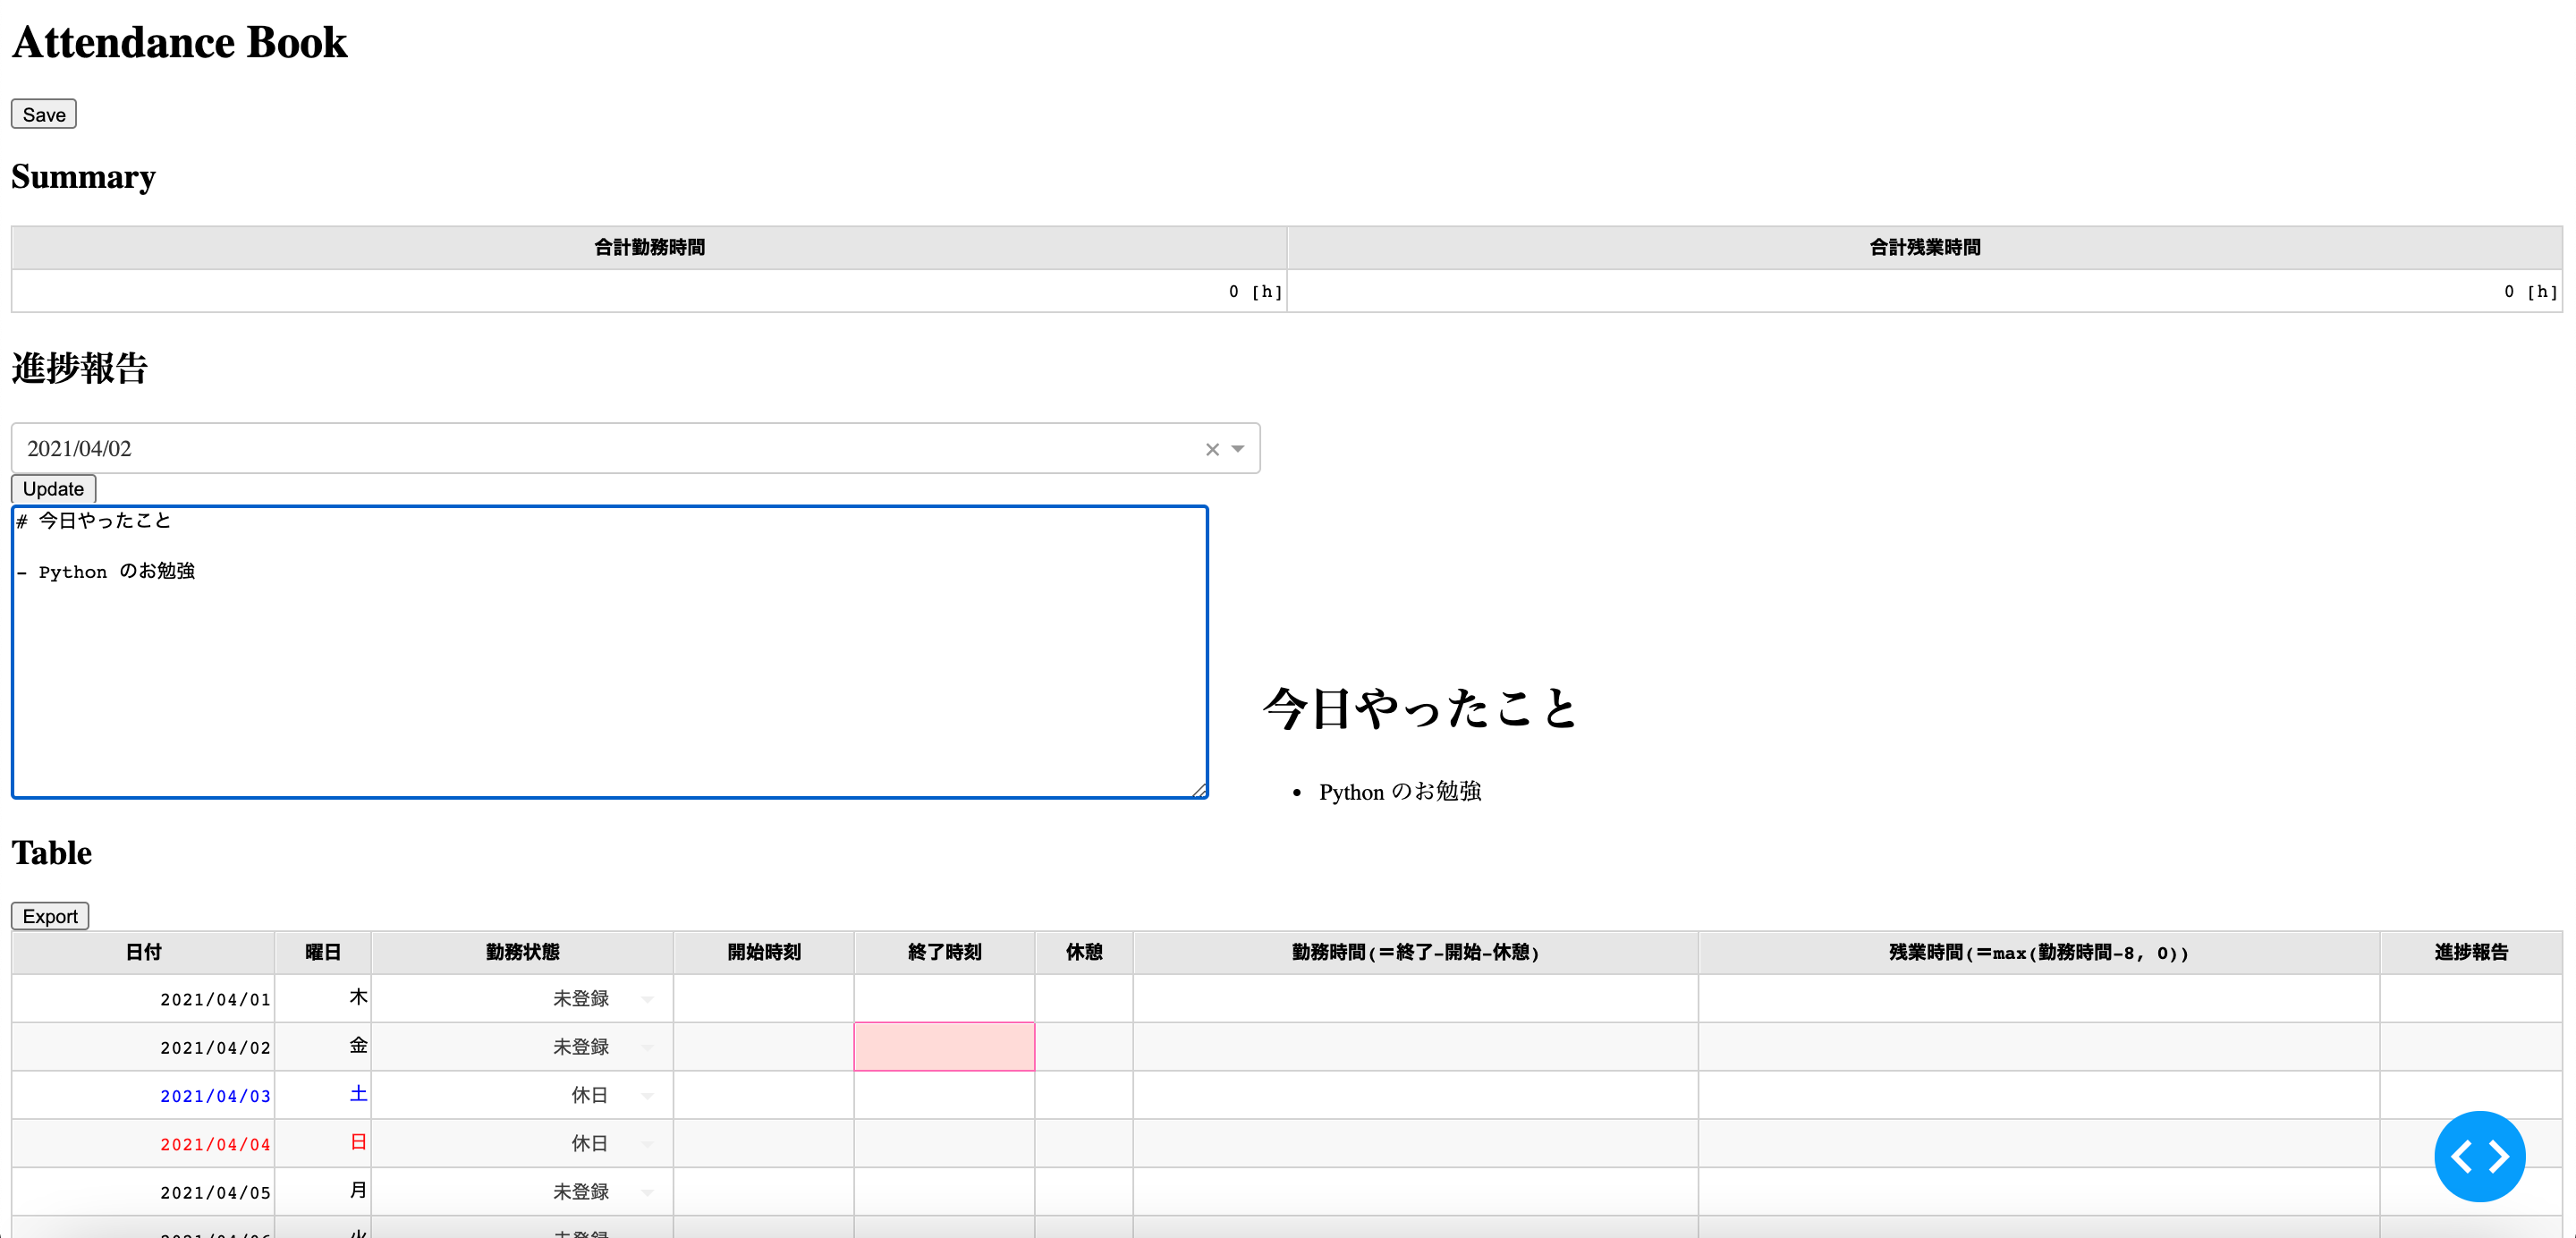 Attendance Book
Save
Summary
合計勤務時間 合計残業時間
0 [h] 0 [h]
進捗報告
2021/04/02
Update
# 今日やったこと
- Python のお勉強
今日やったこと
• Python のお勉強
Table
Export
日付 曜日 勤務状態 開始時刻 終了時刻 休憩 勤務時間(=終了-開始-休憩) 残業時間(=max(勤務時間-8, 0)) 進捗報告
2021/04/01 木 未登録
2021/04/02 金 未登録
2021/04/03 土 休日
2021/04/04 日 休日
2021/04/05 月 未登録
2021/04/06 火 未登録